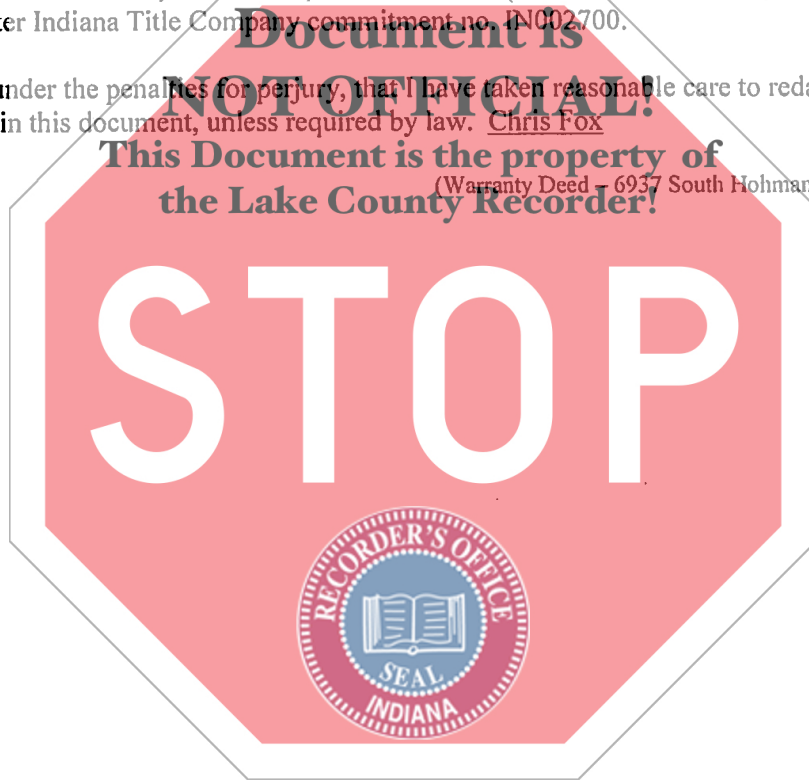 er Indiana Title Company commitment no. IN002700.
Document is
under the penalties for perjury, that I have taken reasonable care to reda
NOT OFFICIAL!
in this document, unless required by law. Chris Fox
This Document is the property of
(Warranty Deed – 6937 South Hohman
the Lake County Recorder!
STOP
RECORDER'S OFFICE
SEAL
INDIANA